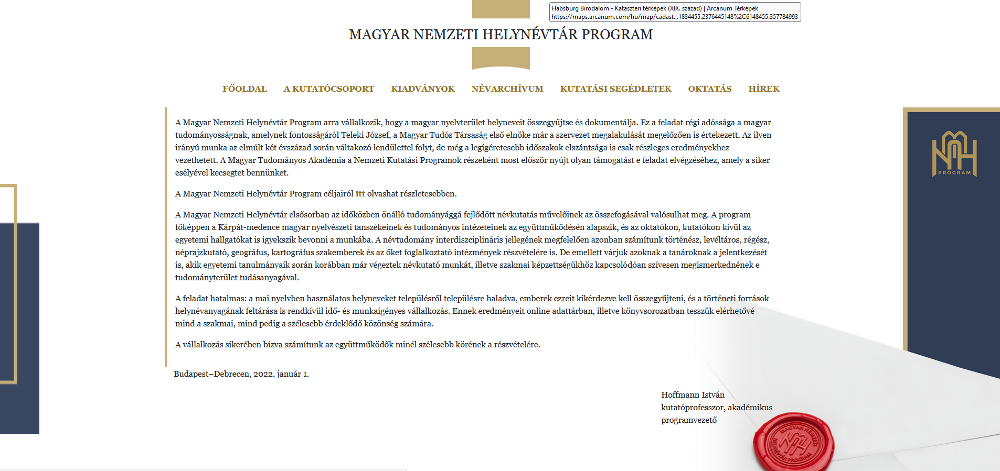 Habsburg Birodalom - Kataszteri térképek (XIX. század) | Arcanum Térképek
https://maps.arcanum.com/hu/map/cadast...1834455.2376445148%2C6148455.357784993
MAGYAR NEMZETI HELYNÉVTÁR PROGRAM
FŐOLDAL A KUTATÓCSOPORT KIADVÁNYOK NÉVARCHÍVUM KUTATÁSI SEGÉDLETEK OKTATÁS HÍREK
A Magyar Nemzeti Helynévtár Program arra vállalkozik, hogy a magyar nyelvterület helyneveit összegyűjtse és dokumentálja. Ez a feladat régi adóssága a magyar
tudományosságnak, amelynek fontosságáról Teleki József, a Magyar Tudós Társaság első elnöke már a szervezet megalakulását megelőzően is értekezett. Az ilyen
irányú munka az elmúlt két évszázad során váltakozó lendülettel folyt, de még a legígéretesebb időszakok elszántsága is csak részleges eredményekhez
vezethetett. A Magyar Tudományos Akadémia a Nemzeti Kutatási Programok részeként most először nyújt olyan támogatást e feladat elvégzéséhez, amely a siker
esélyével kecsegtet bennünket.
A Magyar Nemzeti Helynévtár Program céljairól itt olvashat részletesebben.
A Magyar Nemzeti Helynévtár elsősorban az időközben önálló tudományággá fejlődött névkutatás művelőinek az összefogásával valósulhat meg. A program
főképpen a Kárpát-medence magyar nyelvészeti tanszékeinek és tudományos intézeteinek az együttműködésén alapszik, és az oktatókon, kutatókon kívül az
egyetemi hallgatókat is igyekszik bevonni a munkába. A névtudomány interdiszciplináris jellegének megfelelően azonban számítunk történész, levéltáros, régész,
néprajzkutató, geográfus, kartográfus szakemberek és az őket foglalkoztató intézmények részvételére is. De emellett várjuk azoknak a tanároknak a jelentkezését
is, akik egyetemi tanulmányaik során korábban már végeztek névkutató munkát, illetve szakmai képzettségükhöz kapcsolódóan szívesen megismerkednének e
tudományterület tudásanyagával.
A feladat hatalmas: a mai nyelvben használatos helyneveket településről településre haladva, emberek ezreit kikérdezve kell összegyűjteni, és a történeti források
helynévanyagának feltárása is rendkívül idő- és munkaigényes vállalkozás. Ennek eredményeit online adattárban, illetve könyvsorozatban tesszük elérhetővé
mind a szakmai, mind pedig a szélesebb érdeklődő közönség számára.
A vállalkozás sikerében bízva számítunk az együttműködők minél szélesebb körének a részvételére.
Budapest–Debrecen, 2022. január 1.
Hoffmann István
kutatóprofesszor, akadémikus
programvezető
MNH
PROGRAM
MAGYAR NEMZETI
HELYNÉVTÁR PROGRAM
MNH